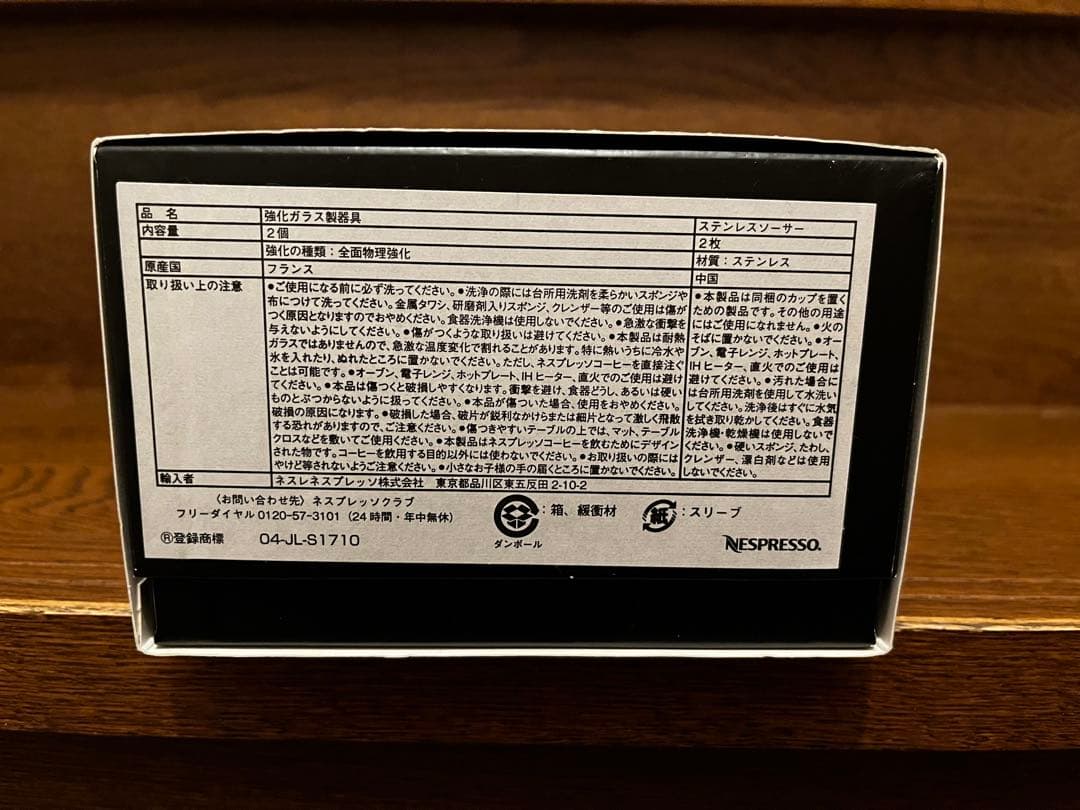 品 名
強化ガラス製器具
ステンレスソーサー
内容量
2個
2枚
強化の種類：全面物理強化
材質：ステンレス
原産国
フランス
中国
取り扱い上の注意
●ご使用になる前に必ず洗ってください。●洗浄の際には台所用洗剤を柔らかいスポンジや
布につけて洗ってください。金属タワシ、研磨剤入りスポンジ、クレンザー等のご使用は傷が
つく原因となりますのでおやめください。食器洗浄機は使用しないでください。●急激な衝撃を
与えないようにしてください。●傷がつくような取り扱いは避けてください。●本製品は耐熱
ガラスではありませんので、急激な温度変化で割れることがあります。特に熱いうちに冷水や
氷を入れたり、ぬれたところに置かないでください。ただし、ネスプレッソコーヒーを直接注ぐ
ことは可能です。●オーブン、電子レンジ、ホットプレート、IHヒーター、直火でのご使用は避け
てください。●本品は傷つくと破損しやすくなります。衝撃を避け、食器どうし、あるいは硬い
ものとぶつからないように扱ってください。●本品が傷ついた場合、使用をおやめください。
破損の原因になります。●破損した場合、破片が鋭利なかけらまたは細片となって激しく飛散
する恐れがありますので、ご注意ください。●傷つきやすいテーブルの上では、マット、テーブル
クロスなどを敷いてご使用ください。●本製品はネスプレッソコーヒーを飲むためにデザイン
された物です。コーヒーを飲用する目的以外には使わないでください。●お取り扱いの際には
やけど等されないようご注意ください。●小さなお子様の手の届くところに置かないでください。
●本製品は同梱のカップを置く
ための製品です。その他の用途
にはご使用になれません。●火の
そばに置かないでください。●オー
ブン、電子レンジ、ホットプレート、
IHヒーター、直火でのご使用は
避けてください。●汚れた場合に
は台所用洗剤を使用して水洗い
してください。洗浄後はすぐに水気
を拭き取り乾かしてください。食器
洗浄機・乾燥機は使用しないで
ください。●硬いスポンジ、たわし、
クレンザー、漂白剤などは使用
しないでください。
輸入者
ネスレネスプレッソ株式会社 東京都品川区東五反田 2-10-2
〈お問い合わせ先〉ネスプレッソクラブ
フリーダイヤル 0120-57-3101（24時間・年中無休）
：箱、緩衝材
ダンボール
紙
：スリーブ
Ⓡ登録商標 04-JL-S1710
NESPRESSO.